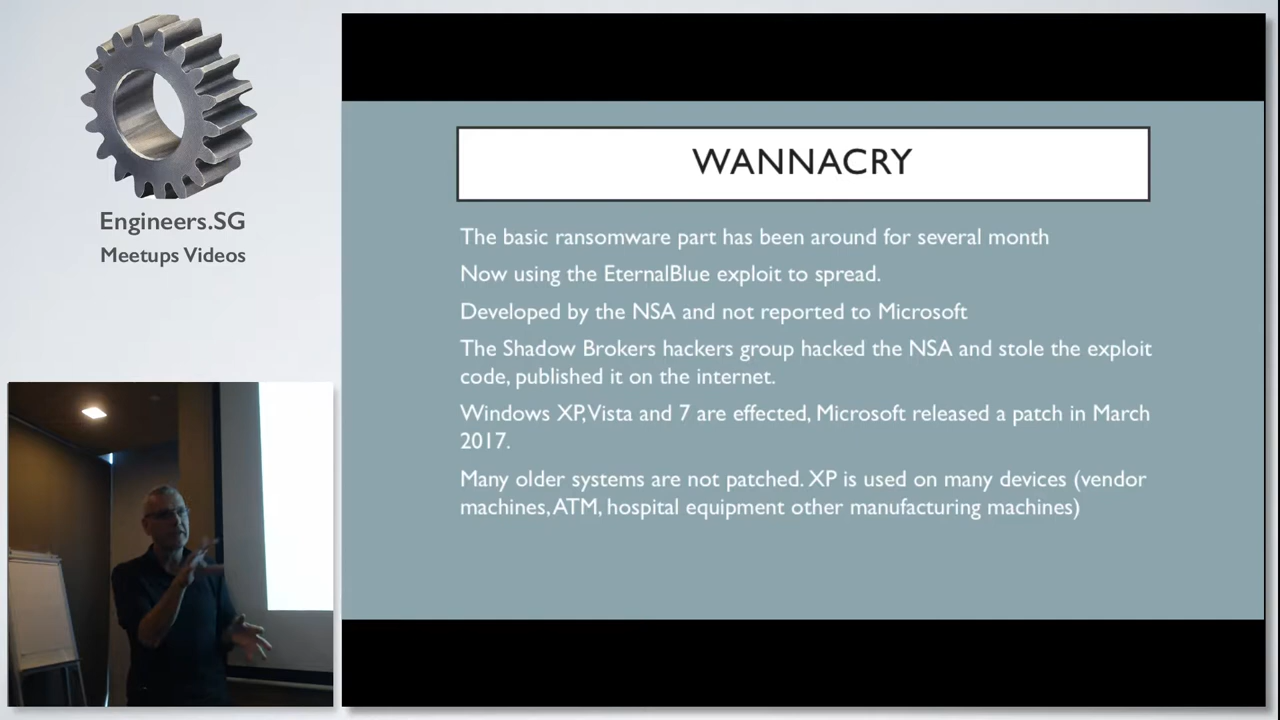 Engineers.SG
Meetups Videos
WANNACRY
The basic ransomware part has been around for several month
Now using the EternalBlue exploit to spread.
Developed by the NSA and not reported to Microsoft
The Shadow Brokers hackers group hacked the NSA and stole the exploit
code, published it on the internet.
Windows XP, Vista and 7 are effected, Microsoft released a patch in March
2017.
Many older systems are not patched. XP is used on many devices (vendor
machines, ATM, hospital equipment other manufacturing machines)